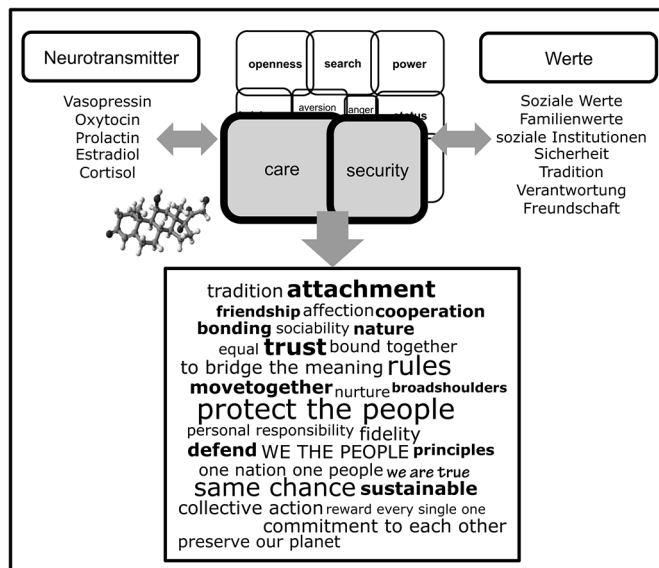 Neurotransmitter
Vasopressin
Oxytocin
Prolactin
Estradiol
Cortisol
openness search power
aversion anger
status
care security
Werte
Soziale Werte
Familienwerte
soziale Institutionen
Sicherheit
Tradition
Verantwortung
Freundschaft
tradition attachment
friendship affection cooperation
bonding sociability nature
equal trust bound together
to bridge the meaning rules
movetogether nurture broadshoulders
protect the people
personal responsibility fidelity
defend WE THE PEOPLE principles
one nation one people we are true
same chance sustainable
collective action reward every single one
commitment to each other
preserve our planet